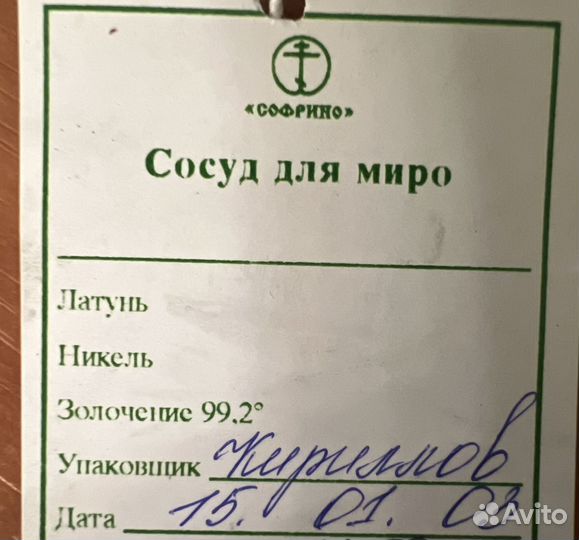 «СОФРИНО»
Сосуд для миро
Латунь
Никель
Золочение 99,2°
Упаковщик Кириллов
Дата 15. 01. 03
Avito